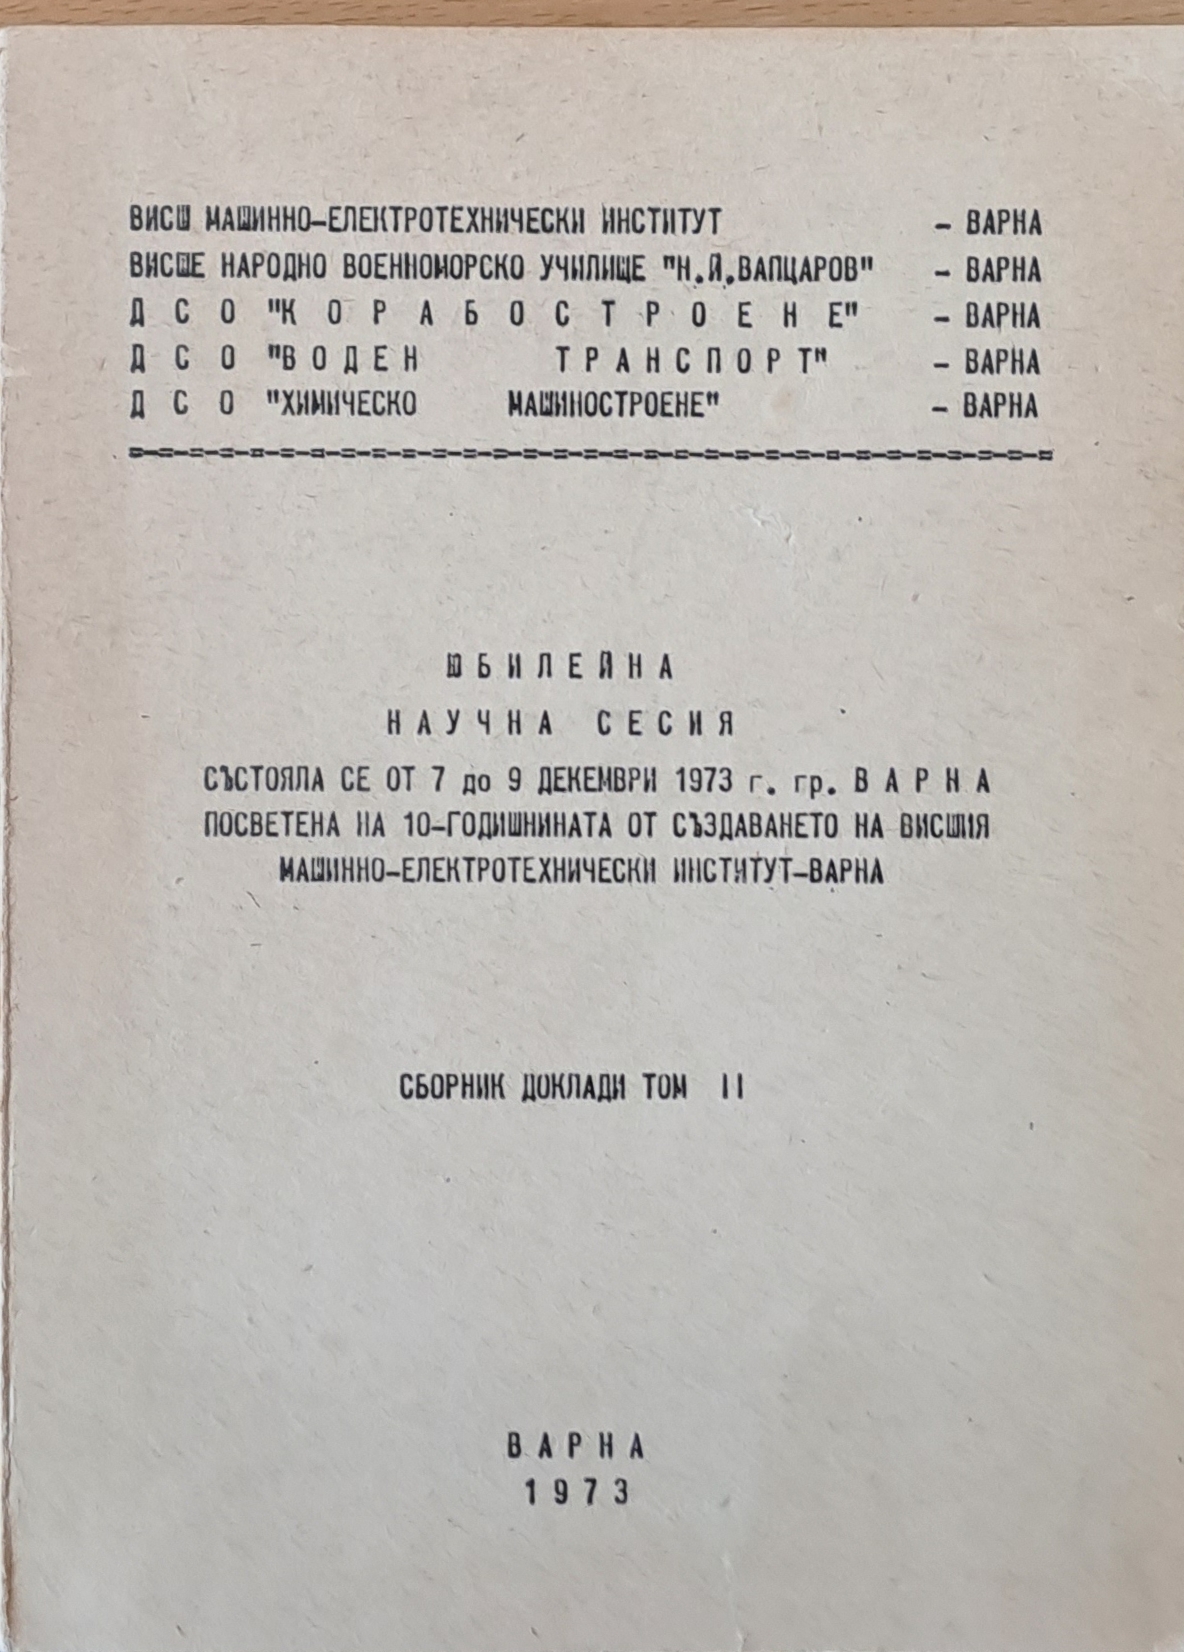 ВИСШ МАШИННО-ЕЛЕКТРОТЕХНИЧЕСКИ ИНСТИТУТ - ВАРНА
ВИСШЕ НАРОДНО ВОЕННОМОРСКО УЧИЛИЩЕ "Н.Й.ВАПЦАРОВ" - ВАРНА
Д С О "К О Р А Б О С Т Р О Е Н Е" - ВАРНА
Д С О "В О Д Е Н Т Р А Н С П О Р Т" - ВАРНА
Д С О "ХИМИЧЕСКО МАШИНОСТРОЕНЕ" - ВАРНА
=-=-=-=-=-=-=-=-=-=-=-=-=-=-=-=-=-=-=-=-=-=-=-=-=-=-=-=-=-=-=
Ю Б И Л Е Й Н А
Н А У Ч Н А С Е С И Я
СЪСТОЯЛА СЕ ОТ 7 до 9 ДЕКЕМВРИ 1973 г. гр. В А Р Н А
ПОСВЕТЕНА НА 10-ГОДИШНИНАТА ОТ СЪЗДАВАНЕТО НА ВИСШИЯ
МАШИННО-ЕЛЕКТРОТЕХНИЧЕСКИ ИНСТИТУТ-ВАРНА
СБОРНИК ДОКЛАДИ ТОМ II
В А Р Н А
1 9 7 3